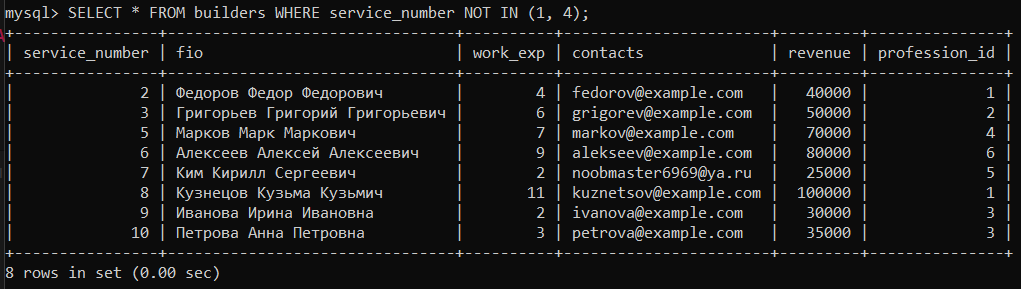 mysql> SELECT * FROM builders WHERE service_number NOT IN (1, 4);
+----------------+-------------------------------+----------+-----------------------+---------+---------------+
| service_number | fio                           | work_exp | contacts              | revenue | profession_id |
+----------------+-------------------------------+----------+-----------------------+---------+---------------+
|              2 | Федоров Федор Федорович       |        4 | fedorov@example.com   |   40000 |             1 |
|              3 | Григорьев Григорий Григорьевич |        6 | grigorev@example.com  |   50000 |             2 |
|              5 | Марков Марк Маркович          |        7 | markov@example.com    |   70000 |             4 |
|              6 | Алексеев Алексей Алексеевич   |        9 | alekseev@example.com  |   80000 |             6 |
|              7 | Ким Кирилл Сергеевич          |        2 | noobmaster6969@ya.ru  |   25000 |             5 |
|              8 | Кузнецов Кузьма Кузьмич       |       11 | kuznetsov@example.com |  100000 |             1 |
|              9 | Иванова Ирина Ивановна        |        2 | ivanova@example.com   |   30000 |             3 |
|             10 | Петрова Анна Петровна         |        3 | petrova@example.com   |   35000 |             3 |
+----------------+-------------------------------+----------+-----------------------+---------+---------------+
8 rows in set (0.00 sec)